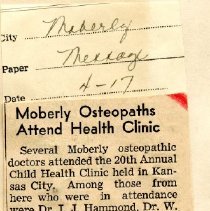 City Moberly
Paper Message
Date 4-17
Moberly Osteopaths
Attend Health Clinic
Several Moberly osteopathic
doctors attended the 20th Annual
Child Health Clinic held in Kan-
sas City. Among those from
here who were in attendance
were Dr. I. J. Hammond, Dr. W.